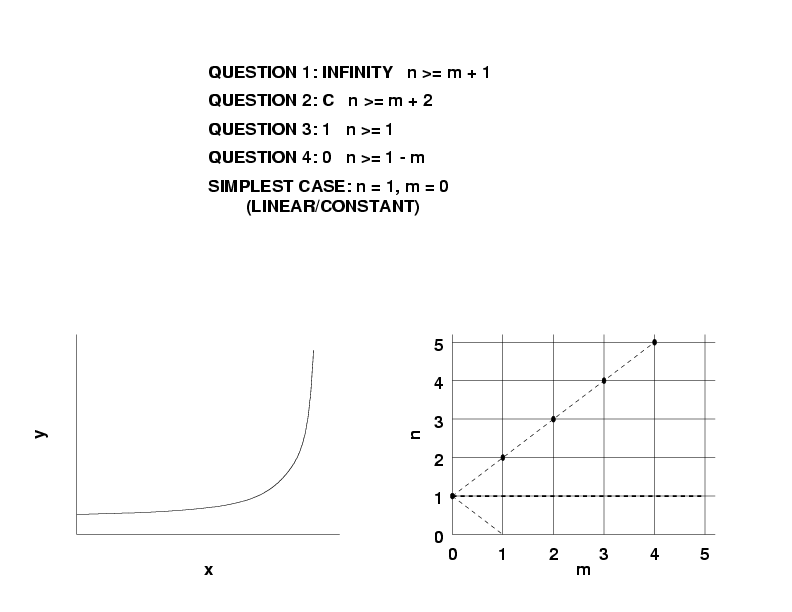 QUESTION 1: INFINITY n >= m + 1
QUESTION 2: C n >= m + 2
QUESTION 3: 1 n >= 1
QUESTION 4: 0 n >= 1 - m
SIMPLEST CASE: n = 1, m = 0
(LINEAR/CONSTANT)
y
x
n
5
4
3
2
1
0
0 1 2 3 4 5
m